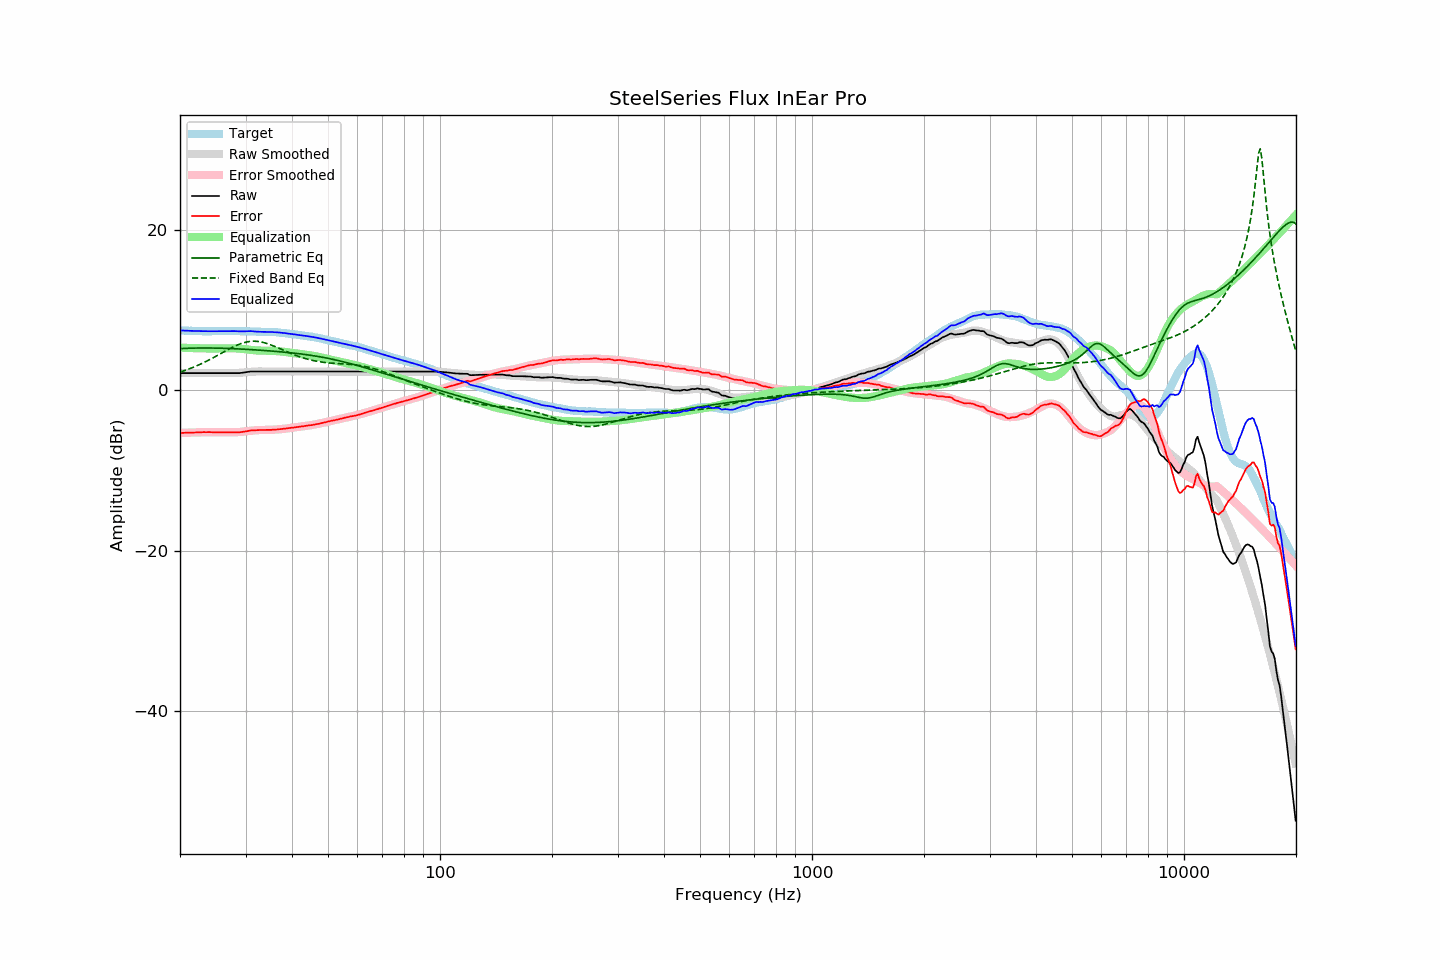 SteelSeries Flux InEar Pro
Target
Raw Smoothed
Error Smoothed
Raw
Error
Equalization
Parametric Eq
Fixed Band Eq
Equalized
20
0
−20
−40
Amplitude (dBr)
100
1000
10000
Frequency (Hz)